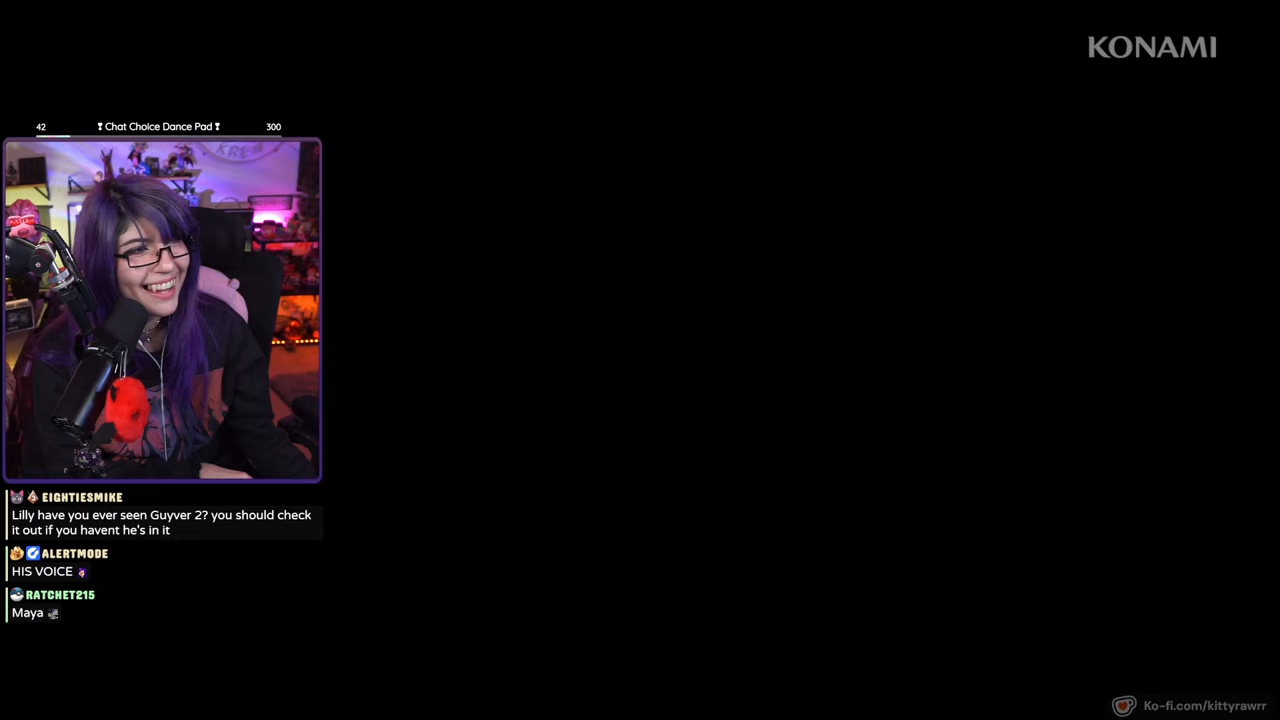 KONAMI
42 ❣ Chat Choice Dance Pad ❣ 300
EIGHTIESMIKE
Lilly have you ever seen Guyver 2? you should check
it out if you havent he's in it
ALERTMODE
HIS VOICE
RATCHET215
Maya
Ko-fi.com/kittyrawrr